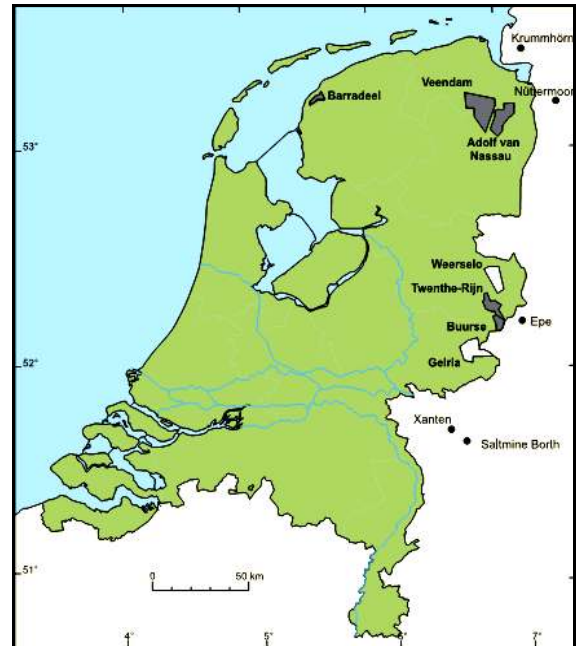 Krummhörn
Veendam
Nüttermoor
Barradeel
Adolf van
Nassau
53°
Weerselo
Twenthe-Rijn
Buurse
Epe
Gelria
52°
Xanten
Saltmine Borth
51°
0
50 km
4°
5°
6°
7°